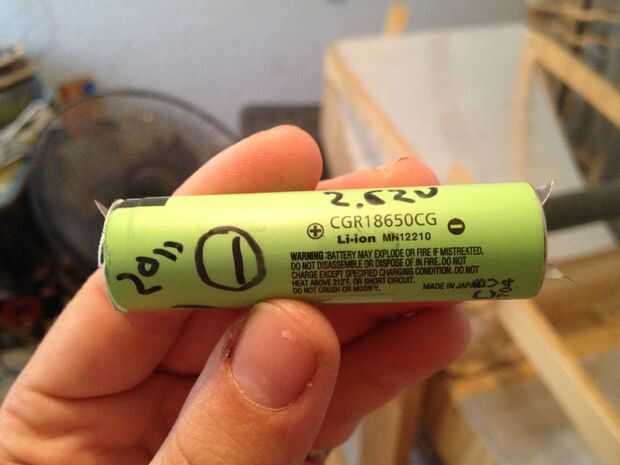 2.62V
CGR18650CG
Li-ion MH12210
WARNING:BATTERY MAY EXPLODE OR FIRE IF MISTREATED.
DO NOT DISASSEMBLE OR DISPOSE OF IN FIRE. DO NOT
CHARGE EXCEPT SPECIFIED CHARGING CONDITION. DO NOT
HEAT ABOVE 212°F, OR SHORT CIRCUIT.
DO NOT CRUSH OR MODIFY.
MADE IN JAPAN
2011
1